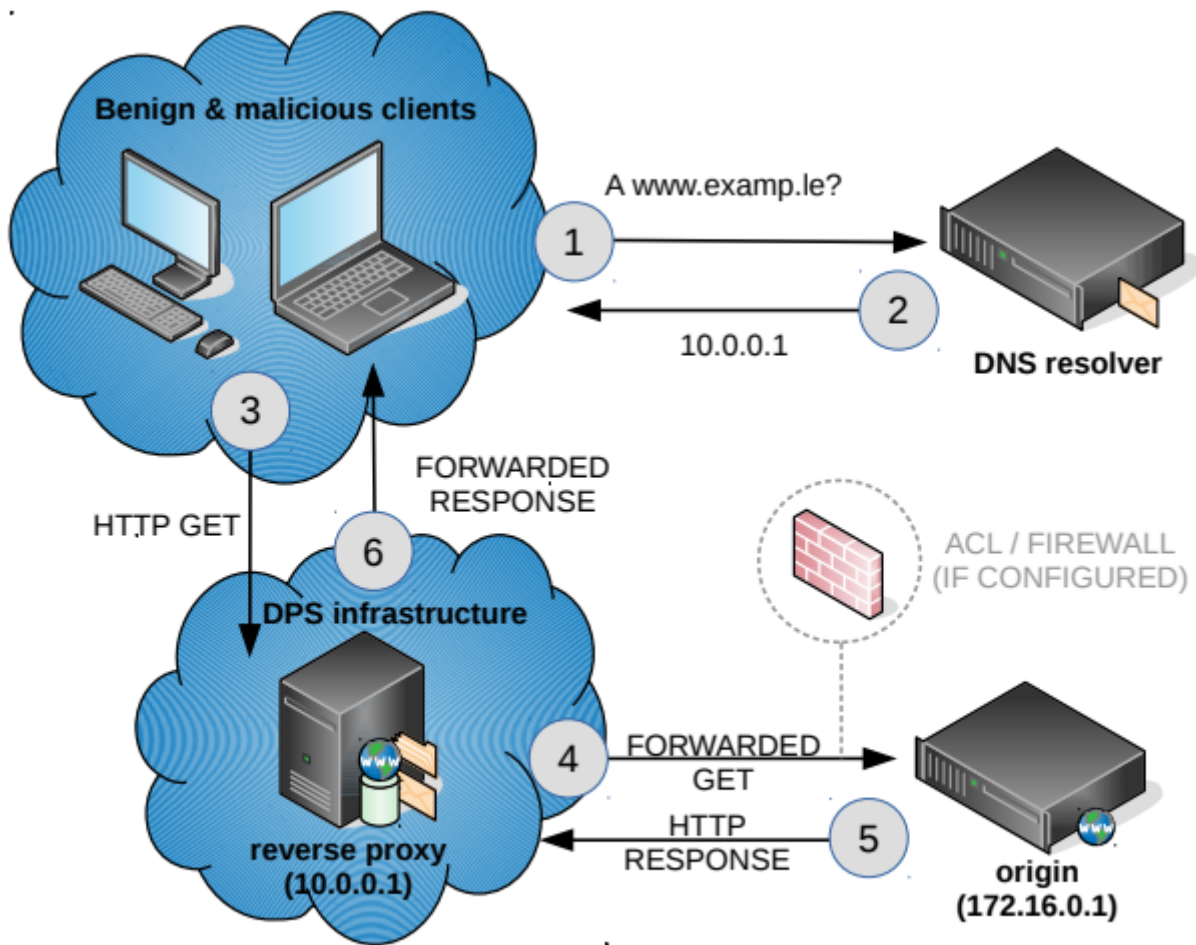 Benign & malicious clients
A www.examp.le?
1
2
10.0.0.1
DNS resolver
3
HTTP GET
FORWARDED
RESPONSE
6
ACL / FIREWALL
(IF CONFIGURED)
DPS infrastructure
www
reverse proxy
(10.0.0.1)
4
FORWARDED
GET
HTTP
RESPONSE
5
www
origin
(172.16.0.1)